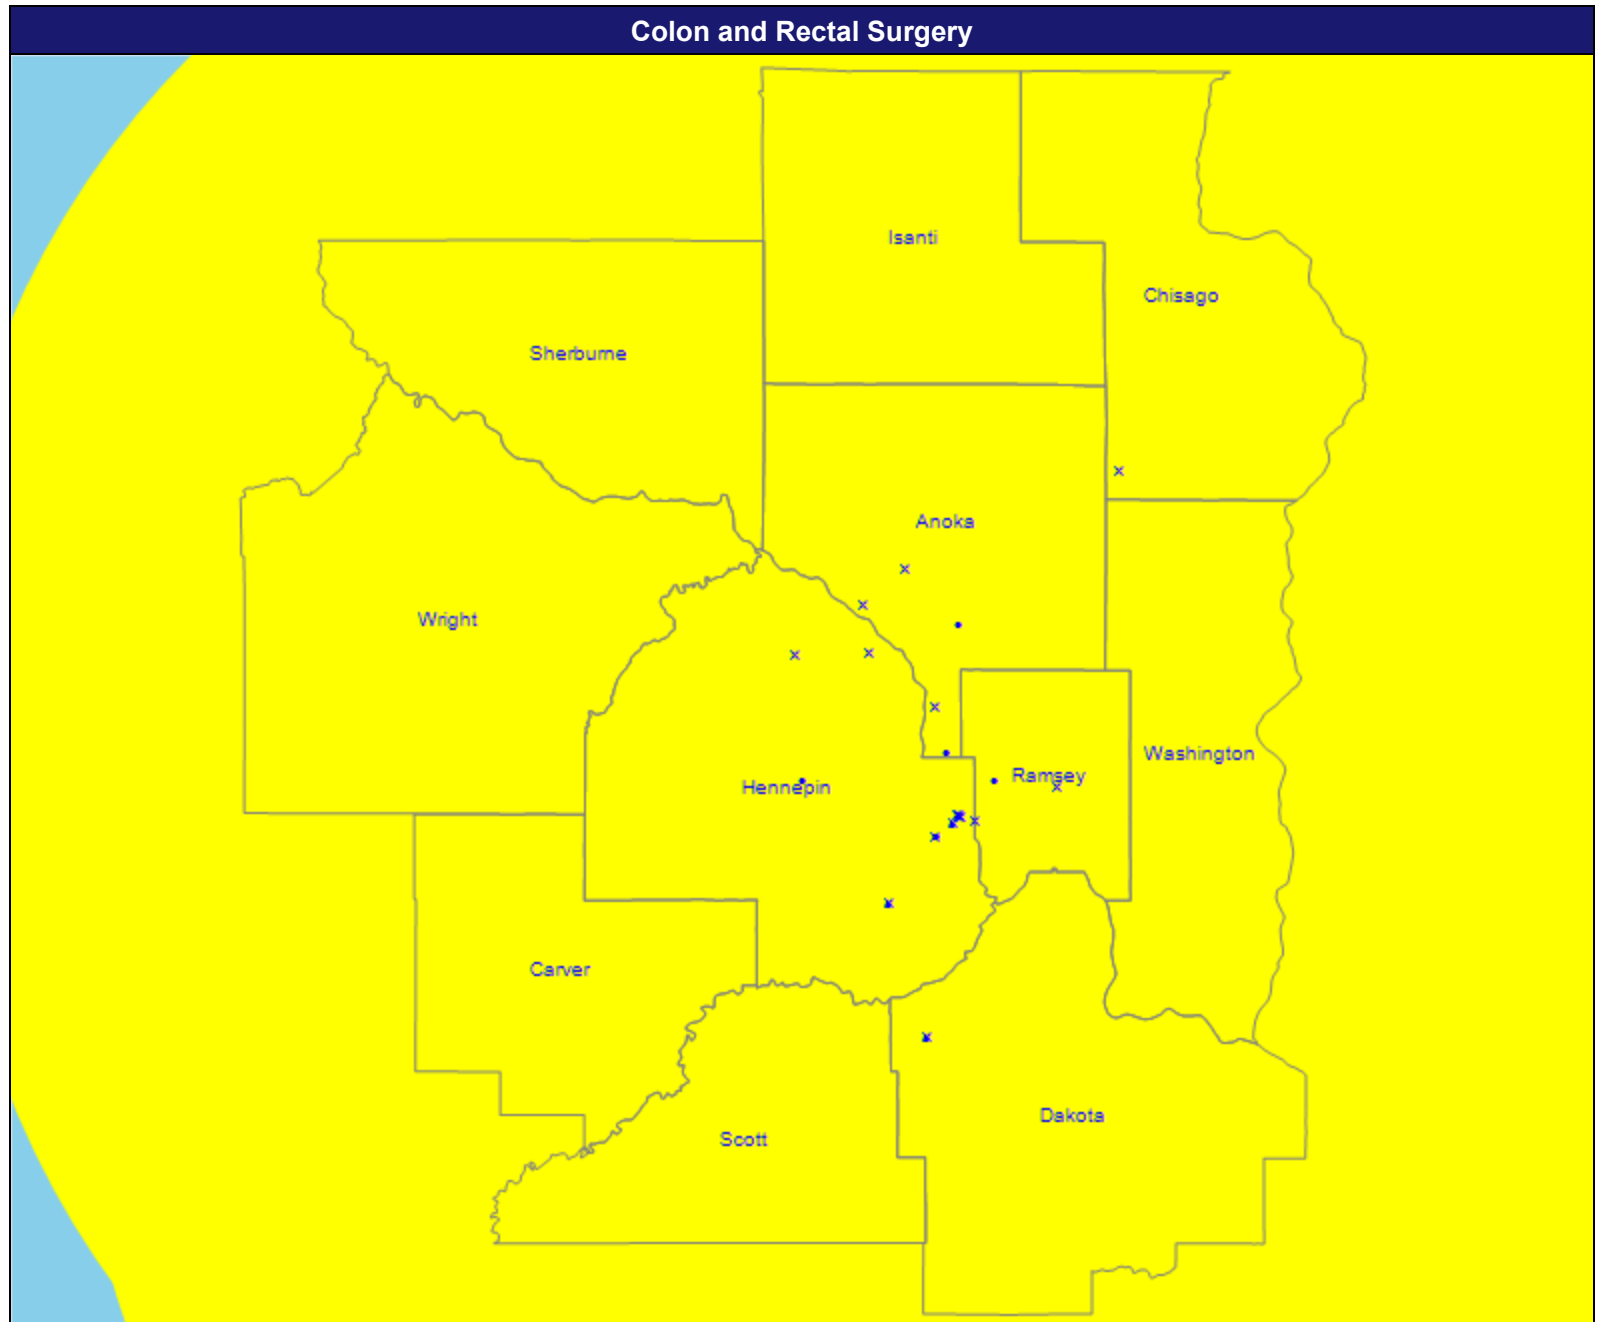 Colon and Rectal Surgery
Isanti
Chisago
Sherburne
Anoka
Wright
Washington
Ramsey
Hennepin
Carver
Dakota
Scott